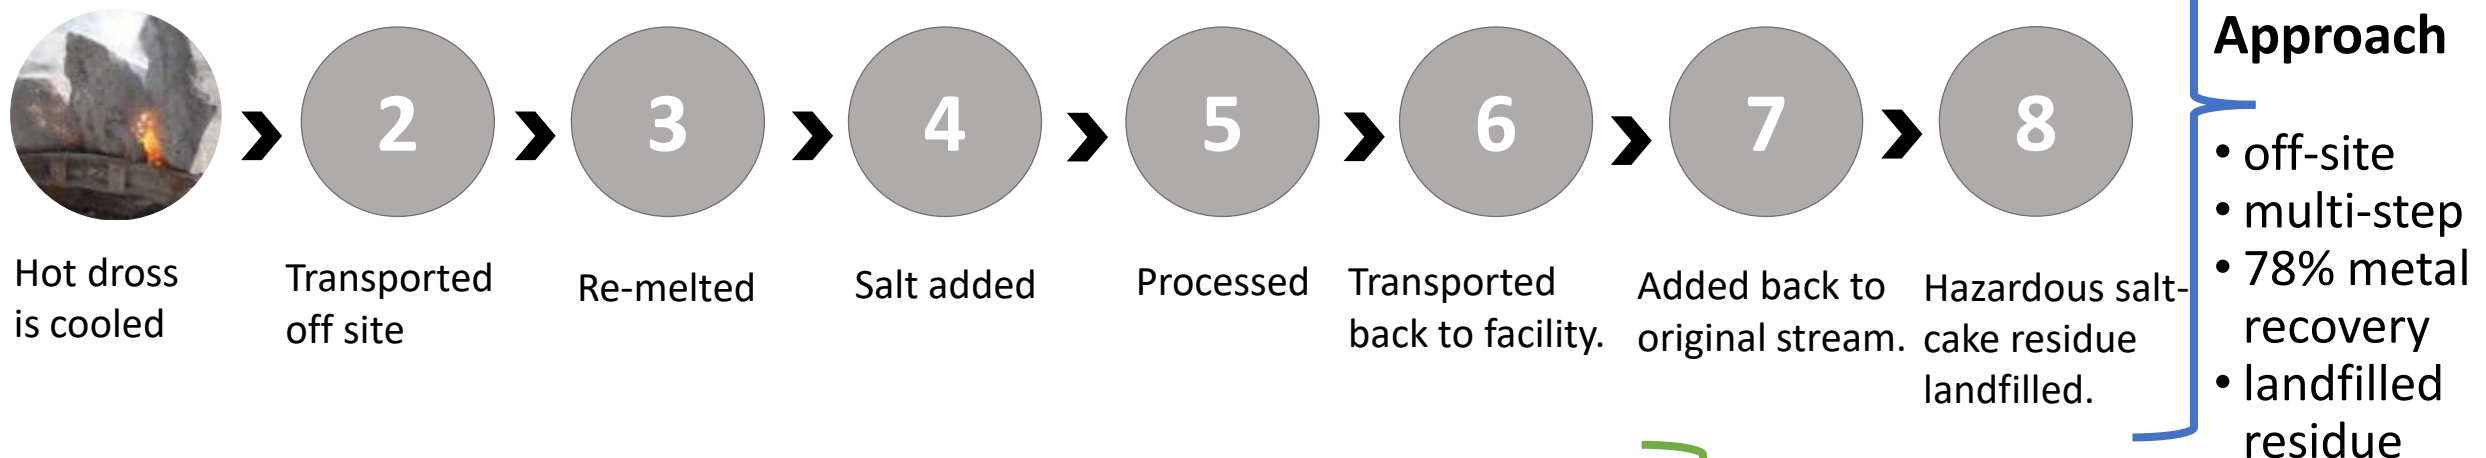 2
3
4
5
6
7
8
Hot dross
is cooled
Transported
off site
Re-melted
Salt added
Processed
Transported
back to facility.
Added back to
original stream.
Hazardous salt-
cake residue
landfilled.
Approach
• off-site
• multi-step
• 78% metal
recovery
• landfilled
residue